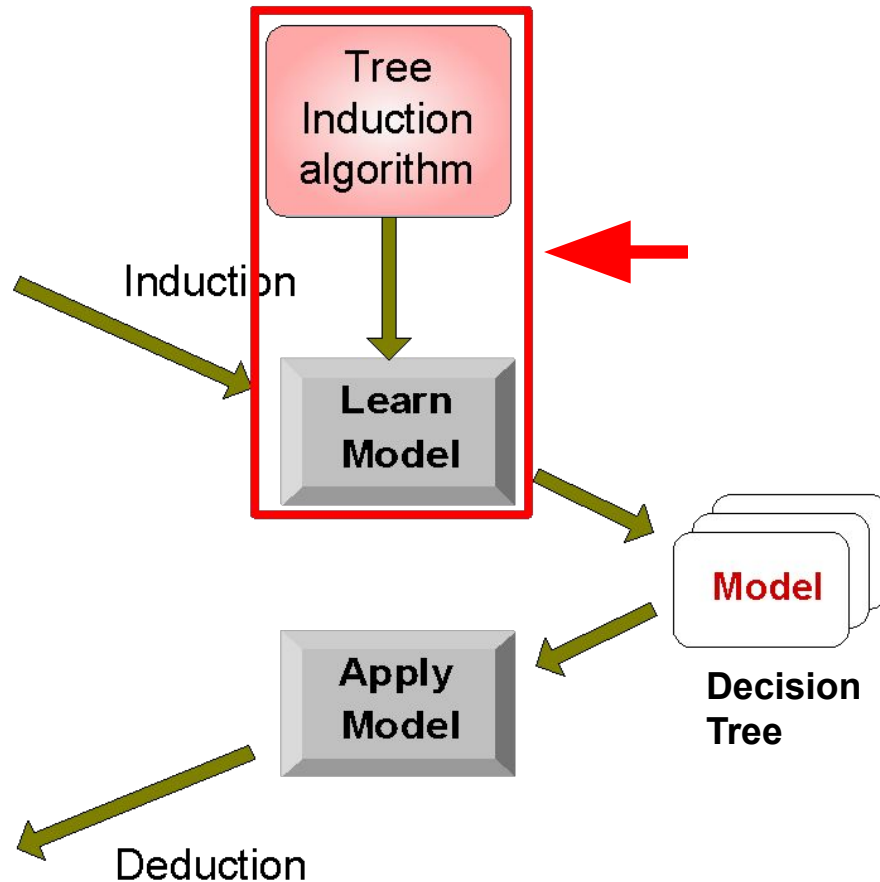 Tree
Induction
algorithm
Induction
Learn
Model
Model
Decision
Tree
Apply
Model
Deduction